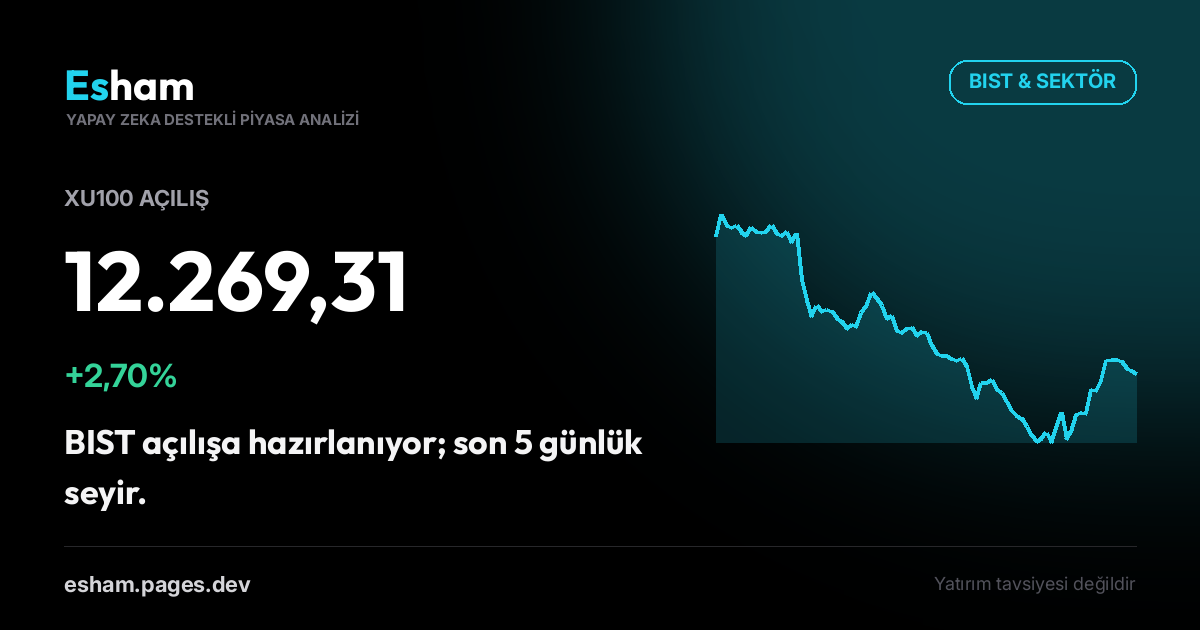 Esham
YAPAY ZEKA DESTEKLİ PİYASA ANALİZİ
BIST & SEKTÖR
XU100 AÇILIŞ
12.269,31
+2,70%
BIST açılışa hazırlanıyor; son 5 günlük
seyir.
esham.pages.dev
Yatırım tavsiyesi değildir